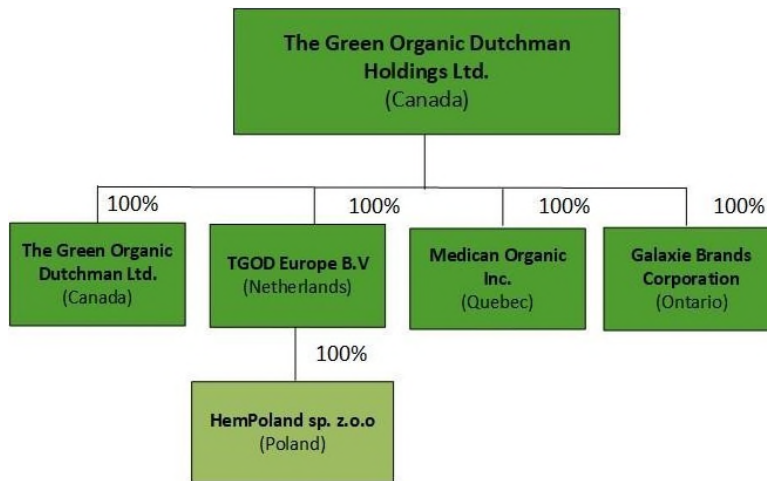 The Green Organic Dutchman
Holdings Ltd.
(Canada)
100%
100%
100%
100%
The Green Organic
Dutchman Ltd.
(Canada)
TGOD Europe B.V
(Netherlands)
Medican Organic
Inc.
(Quebec)
Galaxie Brands
Corporation
(Ontario)
100%
HemPoland sp. z.o.o
(Poland)